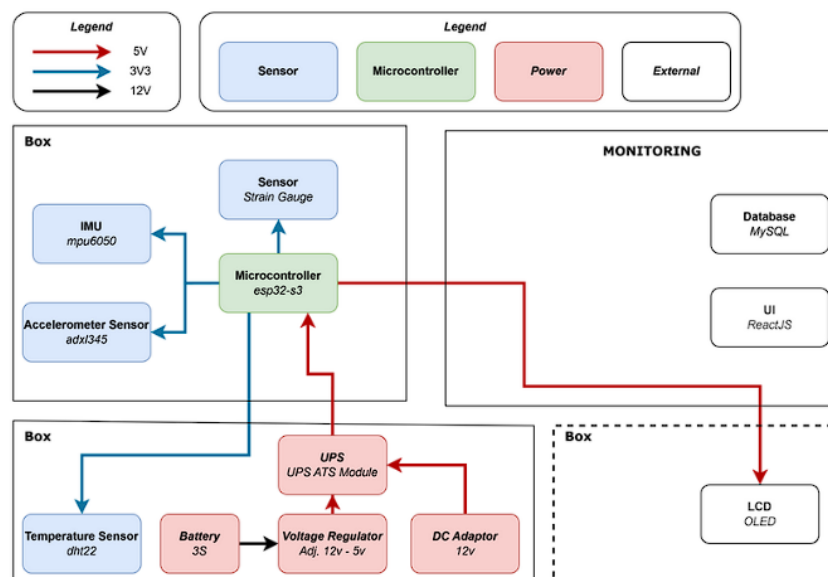 Legend
5V
3V3
12V
Legend
Sensor
Microcontroller
Power
External
Box
Sensor
Strain Gauge
IMU
mpu6050
Microcontroller
esp32-s3
Accelerometer Sensor
adxl345
MONITORING
Database
MySQL
UI
ReactJS
Box
UPS
UPS ATS Module
Temperature Sensor
dht22
Battery
3S
Voltage Regulator
Adj. 12v - 5v
DC Adaptor
12v
Box
LCD
OLED